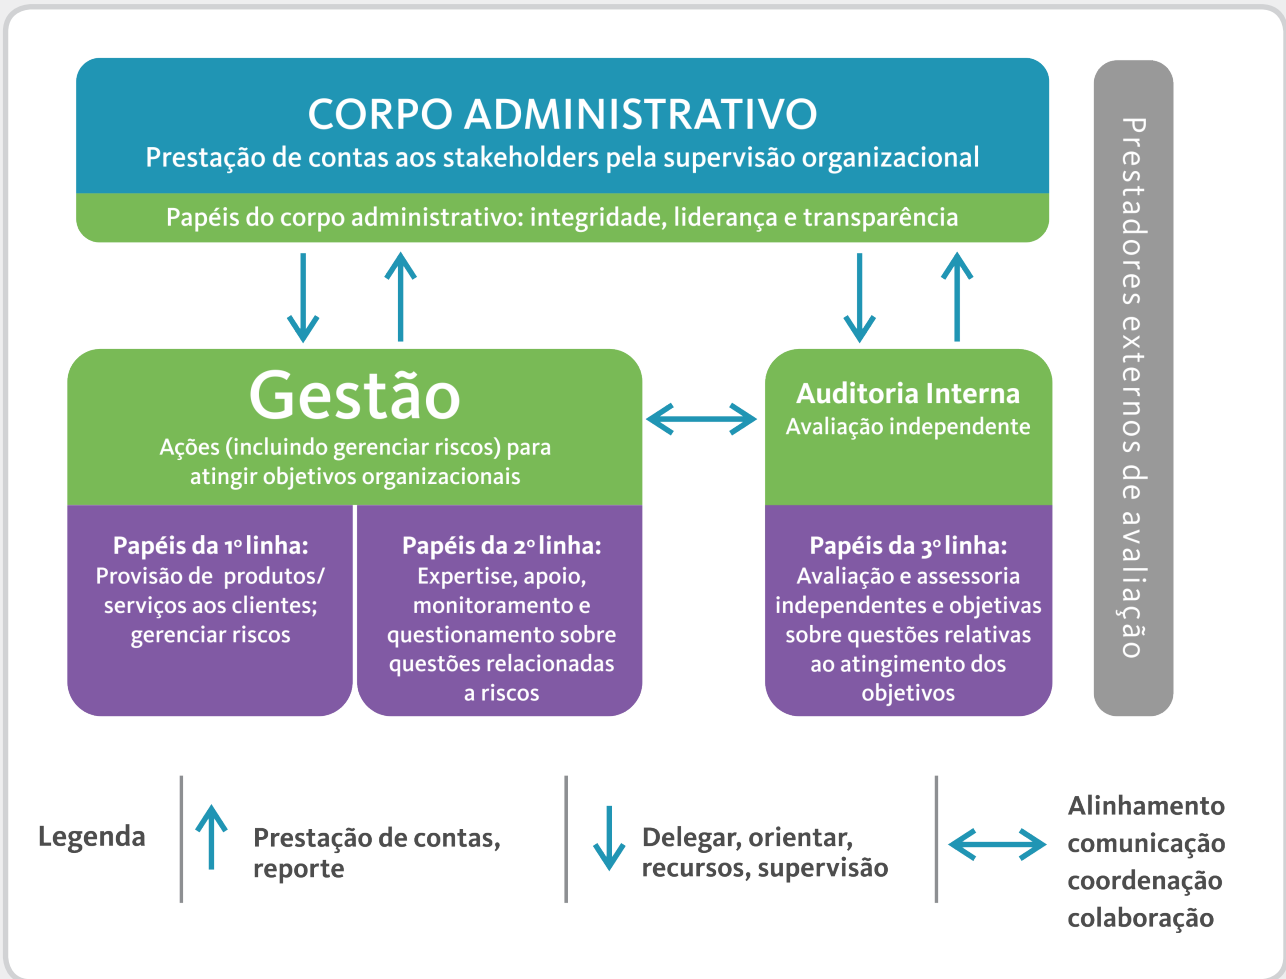 CORPO ADMINISTRATIVO
Prestação de contas aos stakeholders pela supervisão organizacional
Papéis do corpo administrativo: integridade, liderança e transparência
Gestão
Ações (incluindo gerenciar riscos) para
atingir objetivos organizacionais
Auditoria Interna
Avaliação independente
Papéis da 1º linha:
Provisão de produtos/
serviços aos clientes;
gerenciar riscos
Papéis da 2º linha:
Expertise, apoio,
monitoramento e
questionamento sobre
questões relacionadas
a riscos
Papéis da 3º linha:
Avaliação e assessoria
independentes e objetivas
sobre questões relativas
ao atingimento dos
objetivos
Prestadores externos de avaliação
Legenda
Prestação de contas,
reporte
Delegar, orientar,
recursos, supervisão
Alinhamento
comunicação
coordenação
colaboração